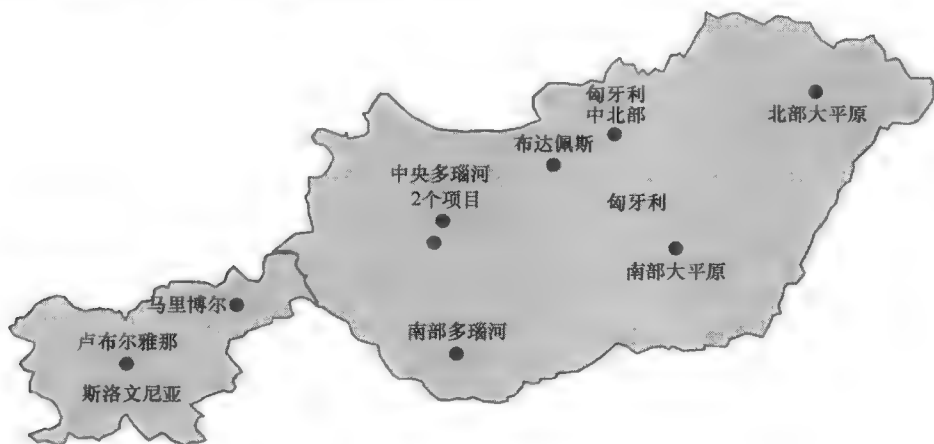 匈牙利
中北部
北部大平原
布达佩斯
中央多瑙河
2个项目
匈牙利
南部大平原
马里博尔
南部多瑙河
卢布尔雅那
斯洛文尼亚